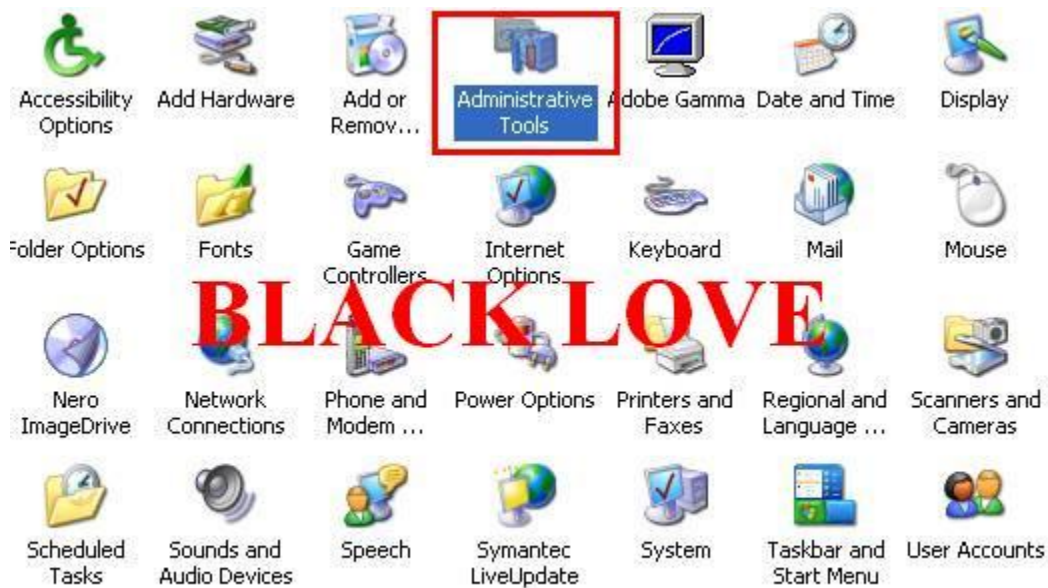 Accessibility Options
Add Hardware
Add or Remov...
Administrative Tools
Adobe Gamma
Date and Time
Display
Folder Options
Fonts
Game Controllers
Internet Options
Keyboard
Mail
Mouse
BLACK LOVE
Nero ImageDrive
Network Connections
Phone and Modem ...
Power Options
Printers and Faxes
Regional and Language ...
Scanners and Cameras
Scheduled Tasks
Sounds and Audio Devices
Speech
Symantec LiveUpdate
System
Taskbar and Start Menu
User Accounts